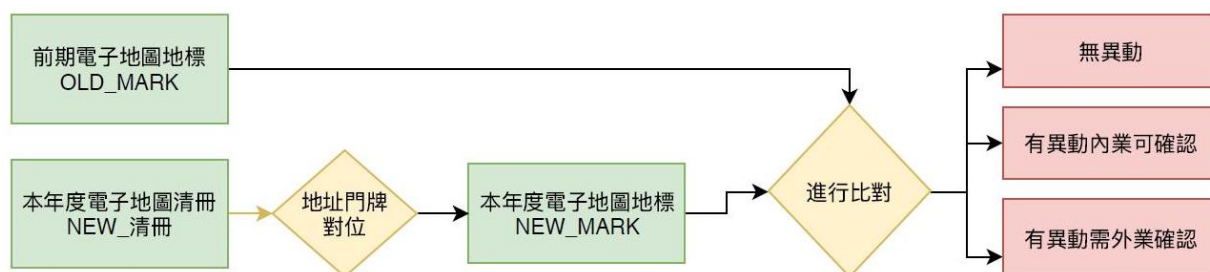 前期電子地圖地標
OLD_MARK
無異動
有異動內業可確認
本年度電子地圖清冊
NEW_清冊
地址門牌
對位
本年度電子地圖地標
NEW_MARK
進行比對
有異動需外業確認